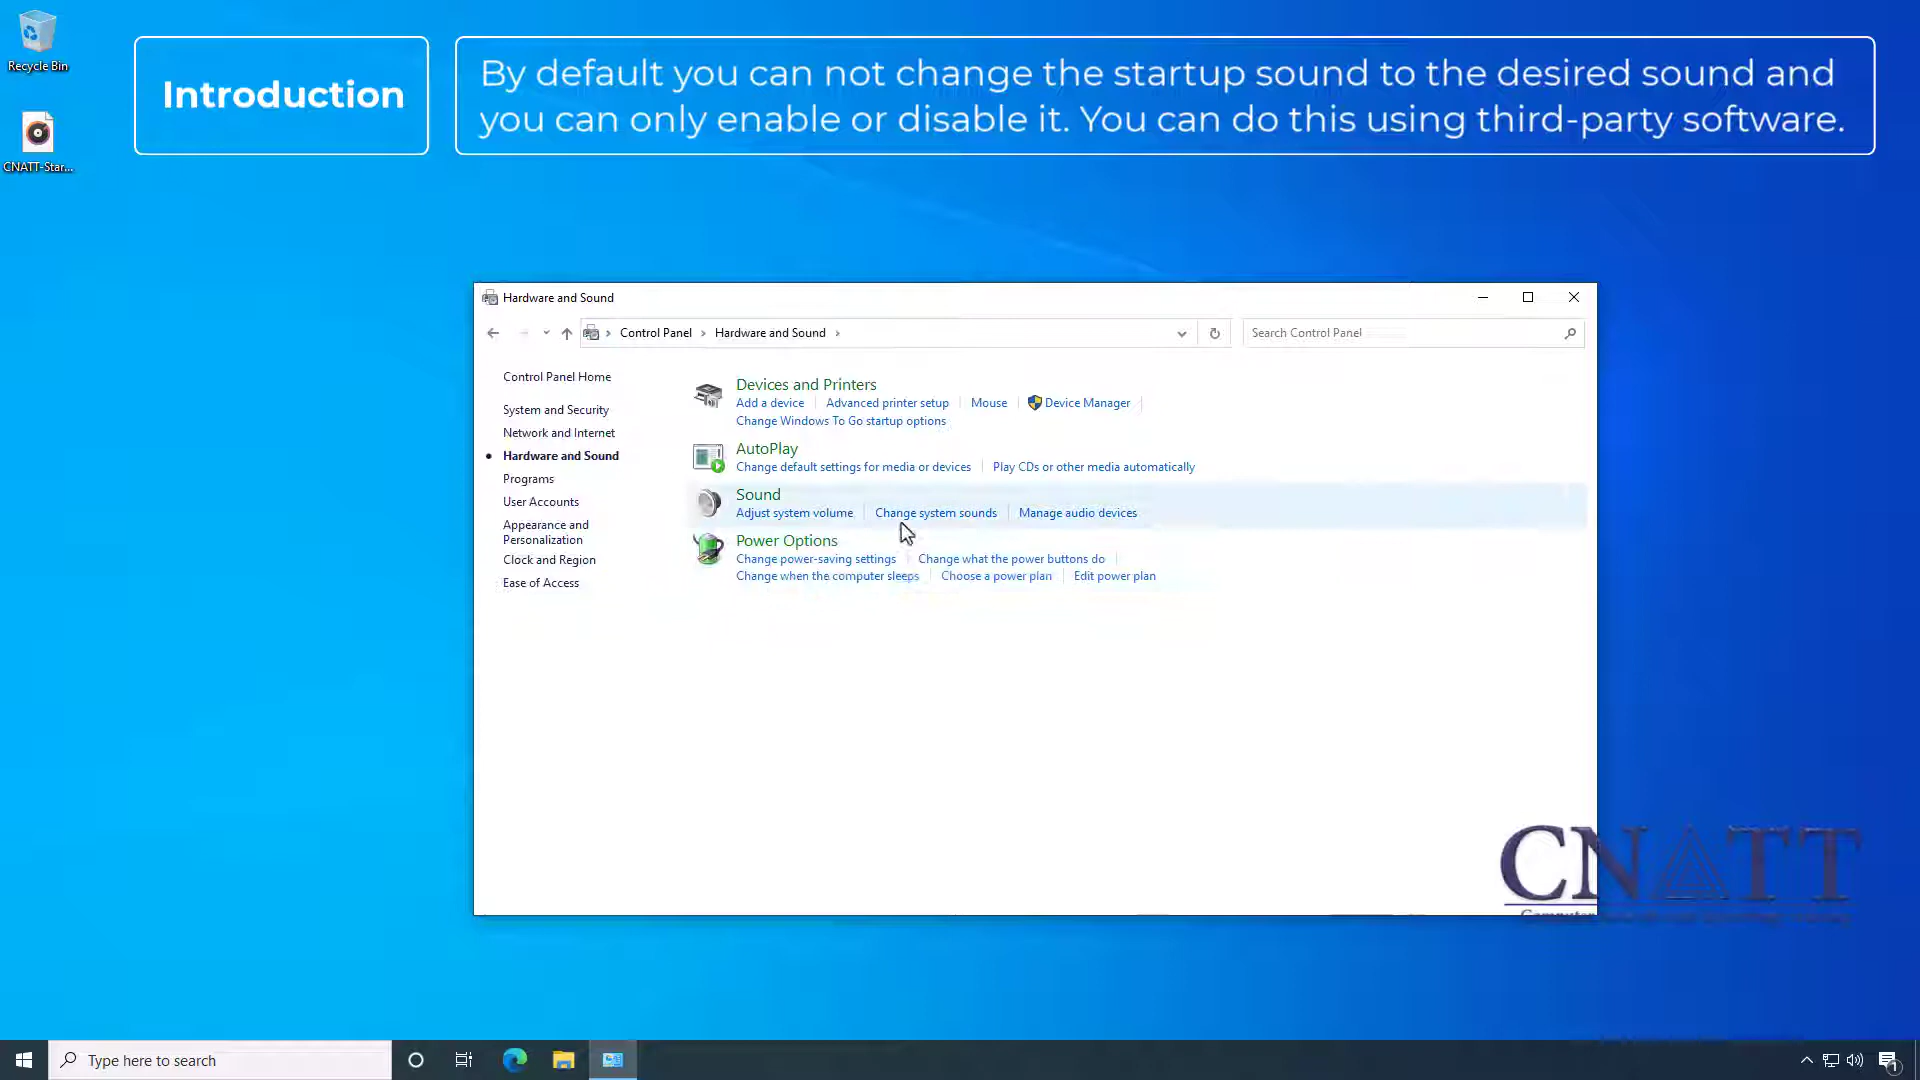 Recycle Bin
CNATT-Star...
Introduction
By default you can not change the startup sound to the desired sound and
you can only enable or disable it. You can do this using third-party software.
Hardware and Sound
Control Panel
Hardware and Sound
Search Control Panel
Control Panel Home
System and Security
Network and Internet
Hardware and Sound
Programs
User Accounts
Appearance and
Personalization
Clock and Region
Ease of Access
Devices and Printers
Add a device
Advanced printer setup
Mouse
Device Manager
Change Windows To Go startup options
AutoPlay
Change default settings for media or devices
Play CDs or other media automatically
Sound
Adjust system volume
Change system sounds
Manage audio devices
Power Options
Change power-saving settings
Change what the power buttons do
Change when the computer sleeps
Choose a power plan
Edit power plan
CNATT
Computer
Type here to search
1